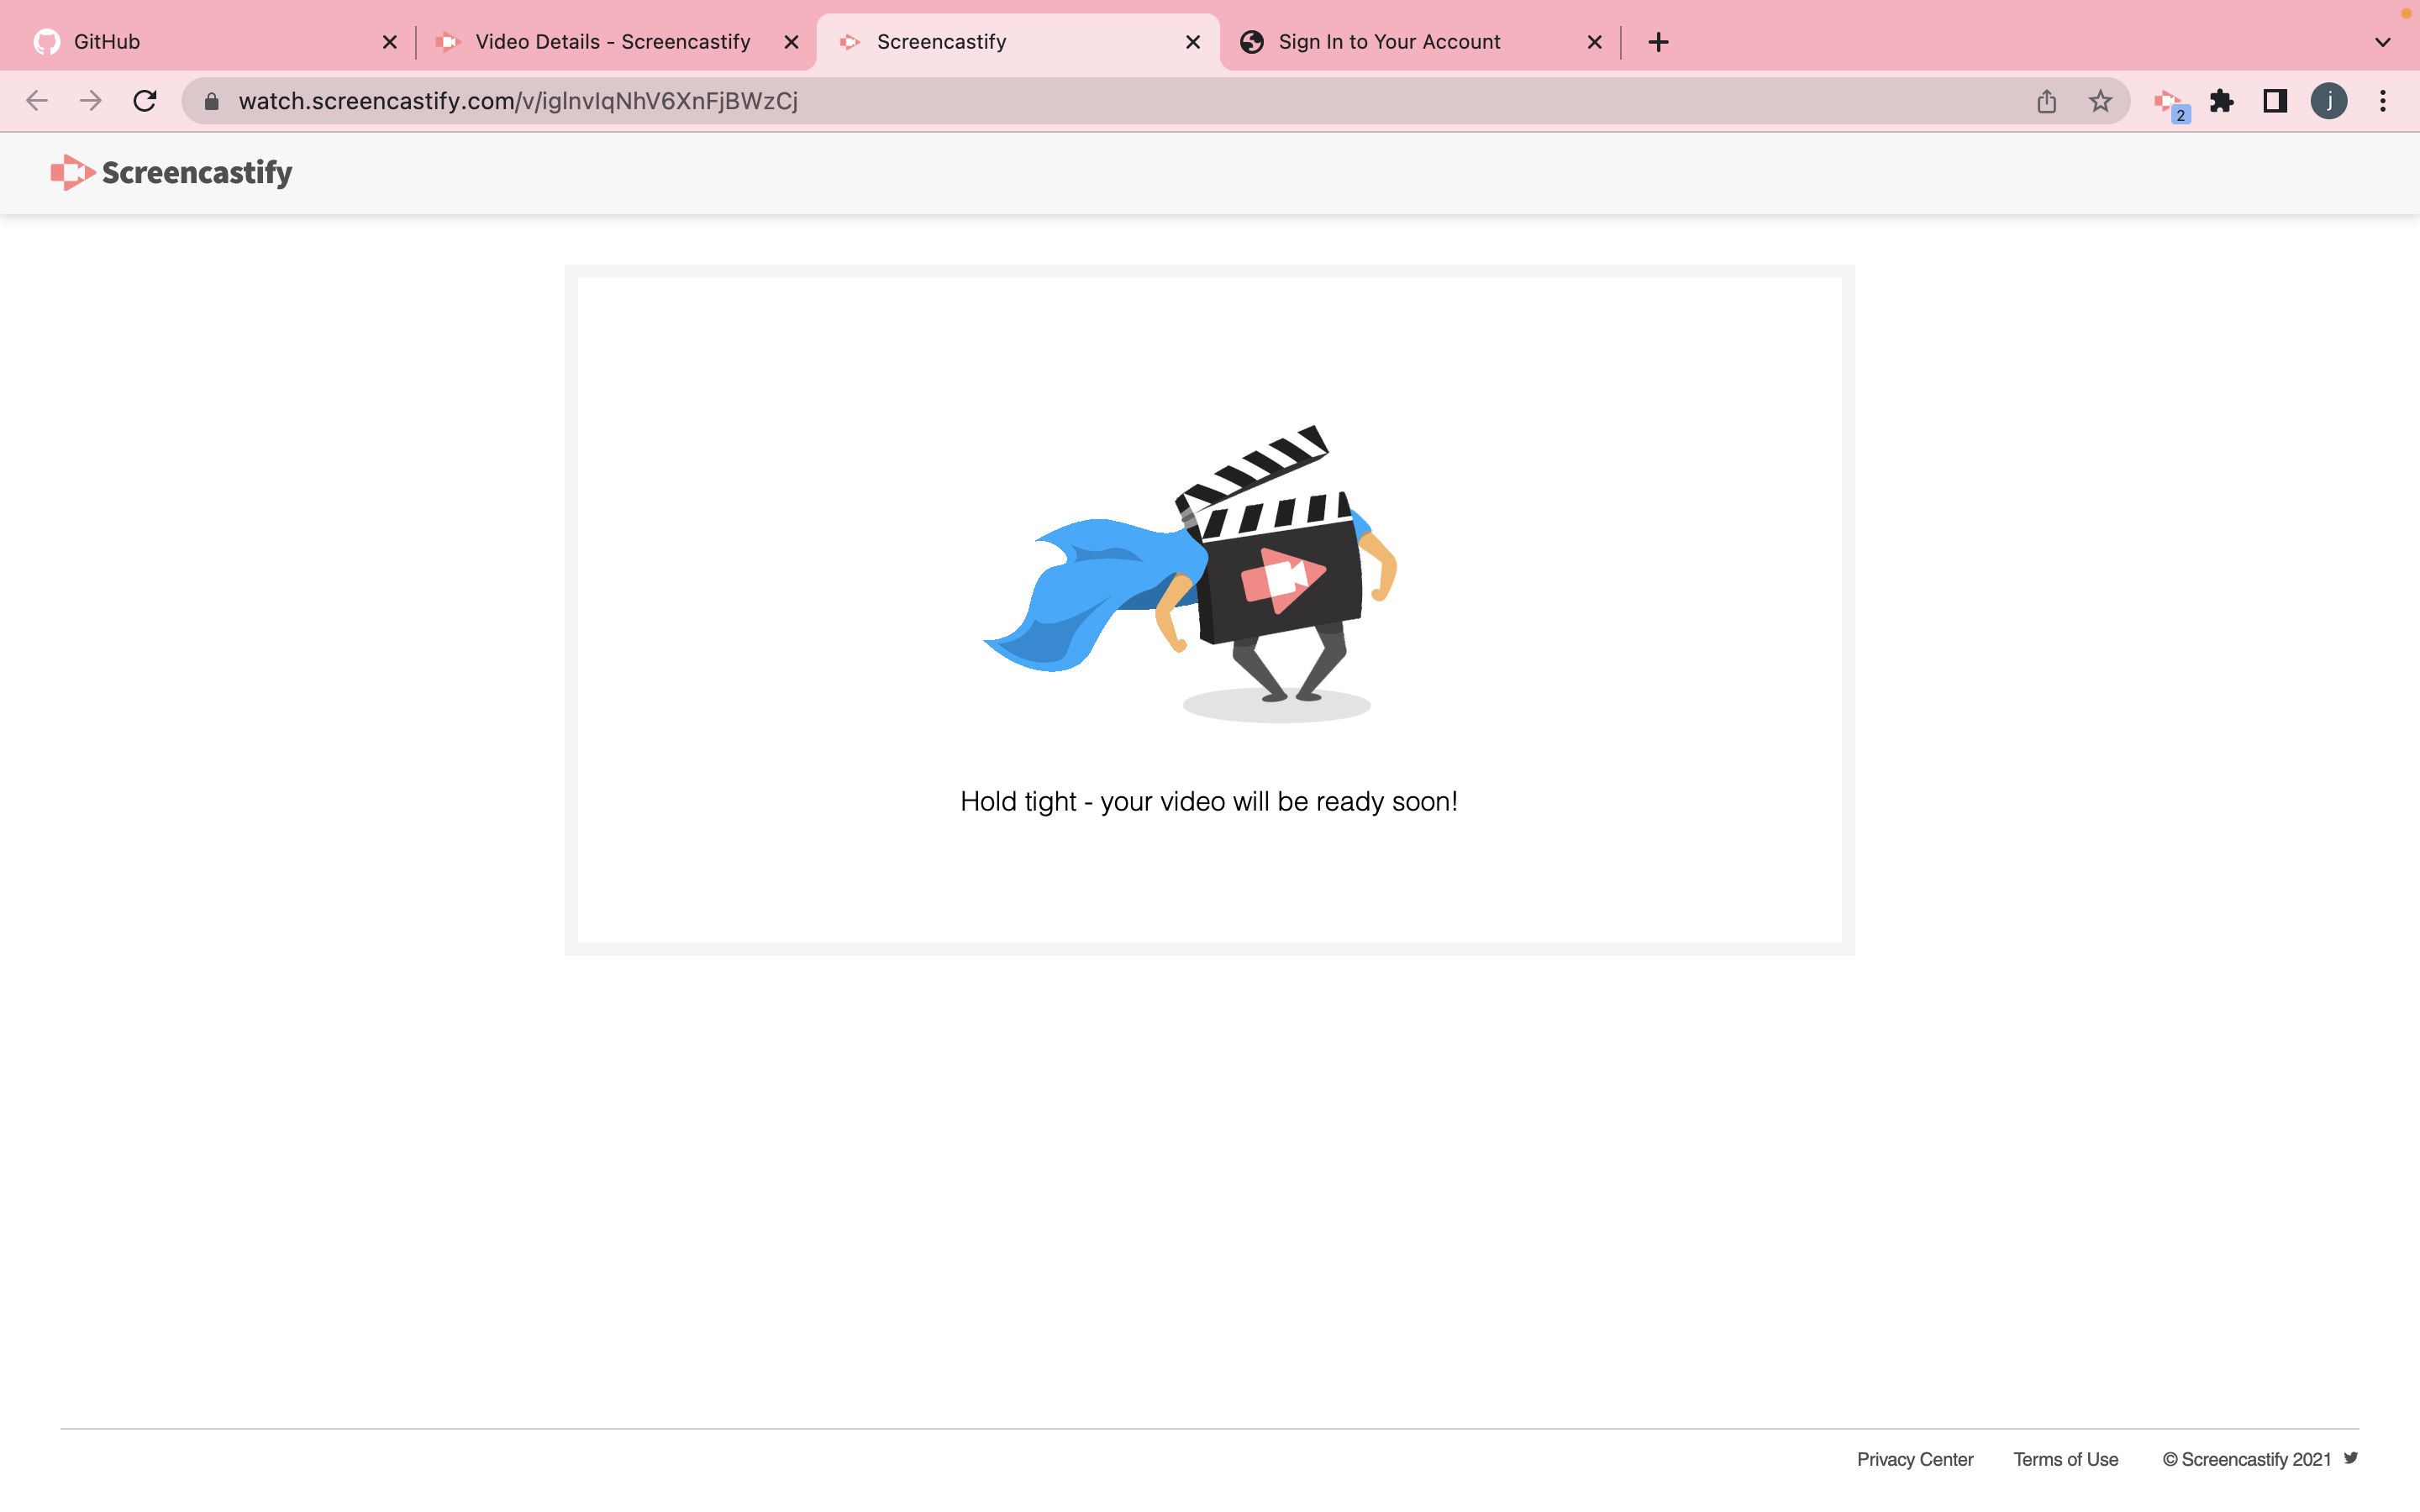 GitHub
Video Details - Screencastify
Screencastify
Sign In to Your Account
watch.screencastify.com/v/iglnvIqNhV6XnFjBWzCj
2
j
Screencastify
Hold tight - your video will be ready soon!
Privacy Center
Terms of Use
© Screencastify 2021